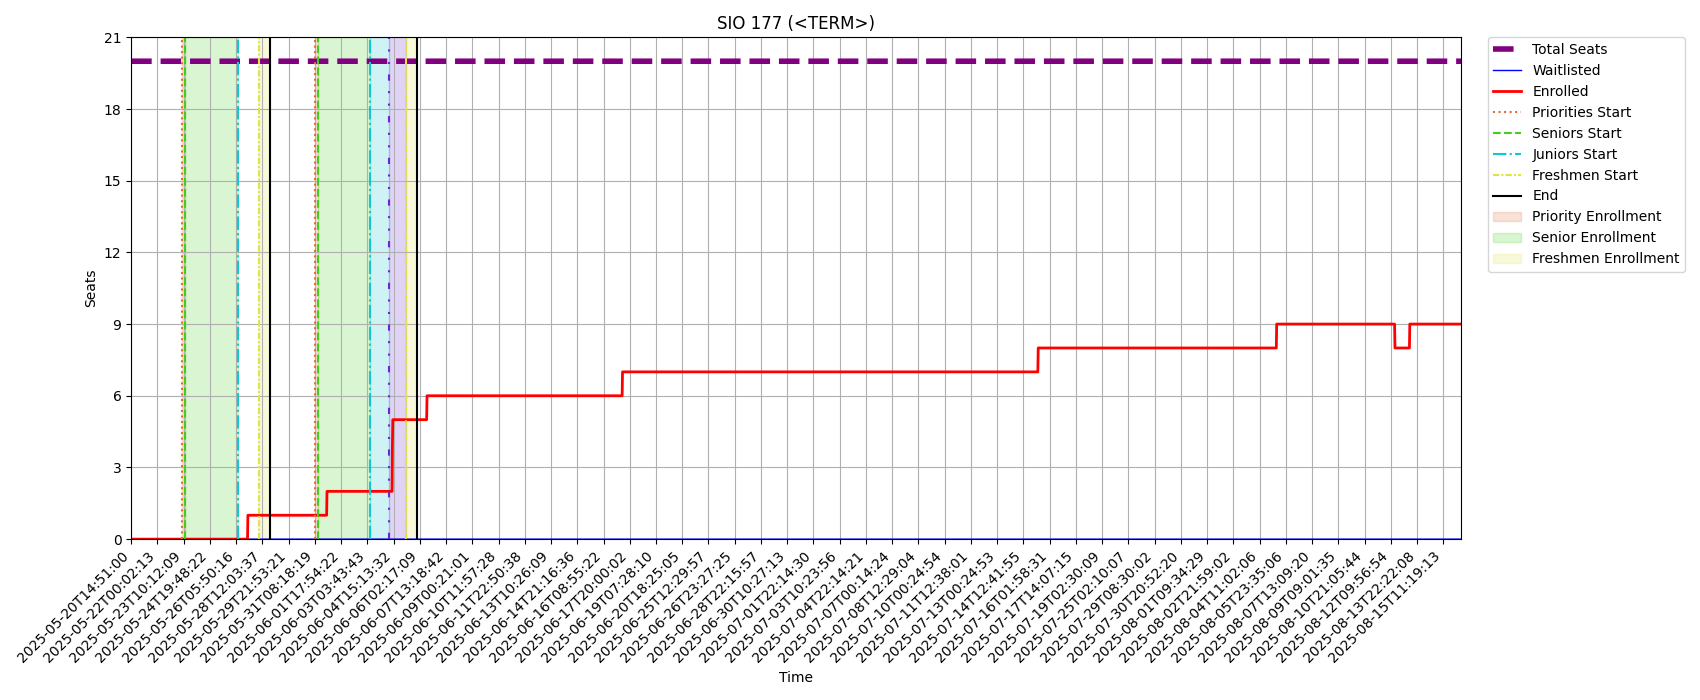 SIO 177 (<TERM>)
21
18
15
12
9
6
3
0
Seats
2025-05-20T14:51:00
2025-05-22T00:02:13
2025-05-23T10:12:09
2025-05-24T19:48:22
2025-05-26T05:50:16
2025-05-28T12:03:37
2025-05-29T21:53:21
2025-05-31T08:18:19
2025-06-01T17:54:22
2025-06-03T03:43:43
2025-06-04T15:13:32
2025-06-06T02:17:09
2025-06-07T13:18:42
2025-06-09T00:21:01
2025-06-10T11:57:28
2025-06-11T22:50:38
2025-06-13T10:26:09
2025-06-14T21:16:36
2025-06-16T08:55:22
2025-06-17T20:00:02
2025-06-19T07:28:10
2025-06-20T18:25:05
2025-06-25T12:29:57
2025-06-26T23:27:25
2025-06-28T22:15:57
2025-06-30T10:27:13
2025-07-01T22:14:30
2025-07-03T10:23:56
2025-07-04T22:14:21
2025-07-07T00:14:24
2025-07-08T12:29:04
2025-07-10T00:24:54
2025-07-11T12:38:01
2025-07-13T00:24:53
2025-07-14T12:41:55
2025-07-16T01:58:31
2025-07-17T14:07:15
2025-07-19T02:30:09
2025-07-25T02:10:07
2025-07-29T08:30:02
2025-07-30T20:52:20
2025-08-01T09:34:29
2025-08-02T21:59:02
2025-08-04T11:02:06
2025-08-05T23:35:06
2025-08-07T13:09:20
2025-08-09T09:01:35
2025-08-10T21:05:44
2025-08-12T09:56:54
2025-08-13T22:22:08
2025-08-15T11:19:13
Time
Total Seats
Waitlisted
Enrolled
Priorities Start
Seniors Start
Juniors Start
Freshmen Start
End
Priority Enrollment
Senior Enrollment
Freshmen Enrollment